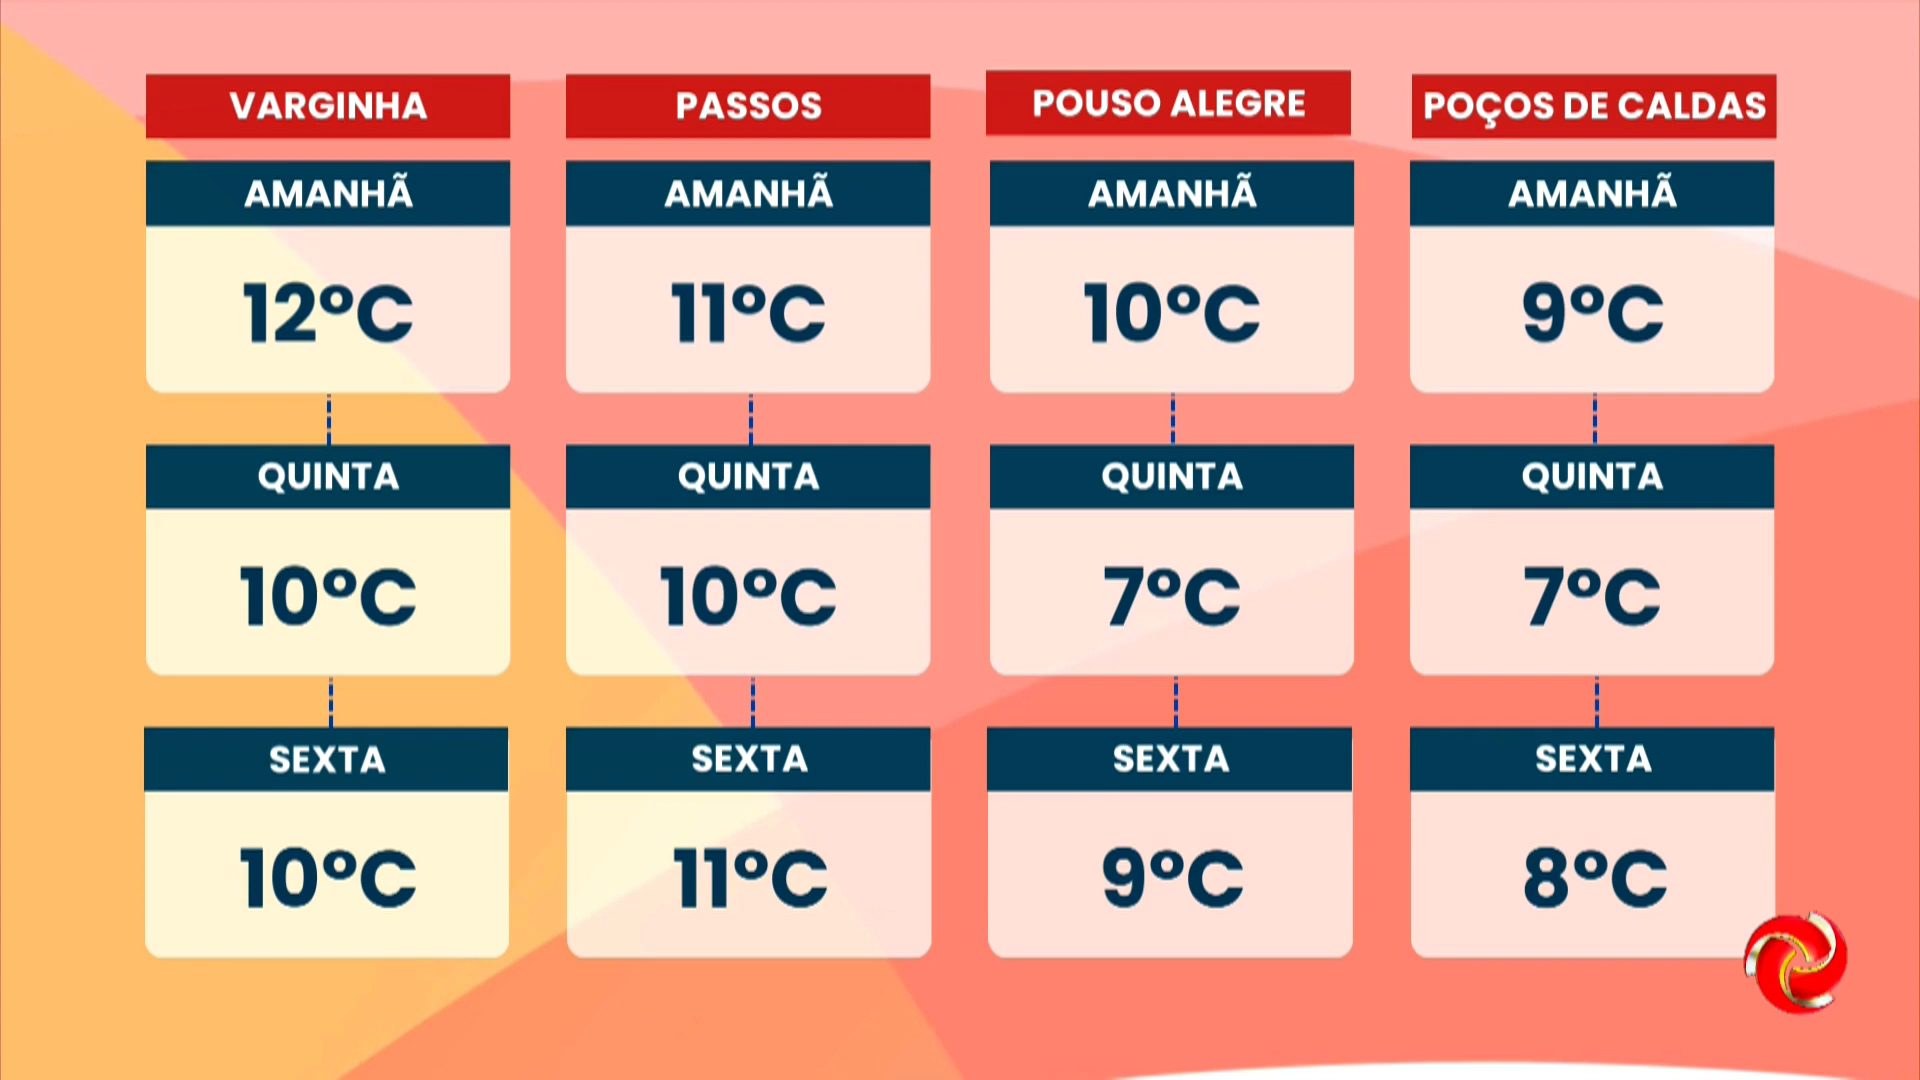 VARGINHA
AMANHÃ
12°C
QUINTA
10°C
SEXTA
10°C
PASSOS
AMANHÃ
11°C
QUINTA
10°C
SEXTA
11°C
POUSO ALEGRE
AMANHÃ
10°C
QUINTA
7°C
SEXTA
9°C
POÇOS DE CALDAS
AMANHÃ
9°C
QUINTA
7°C
SEXTA
8°C